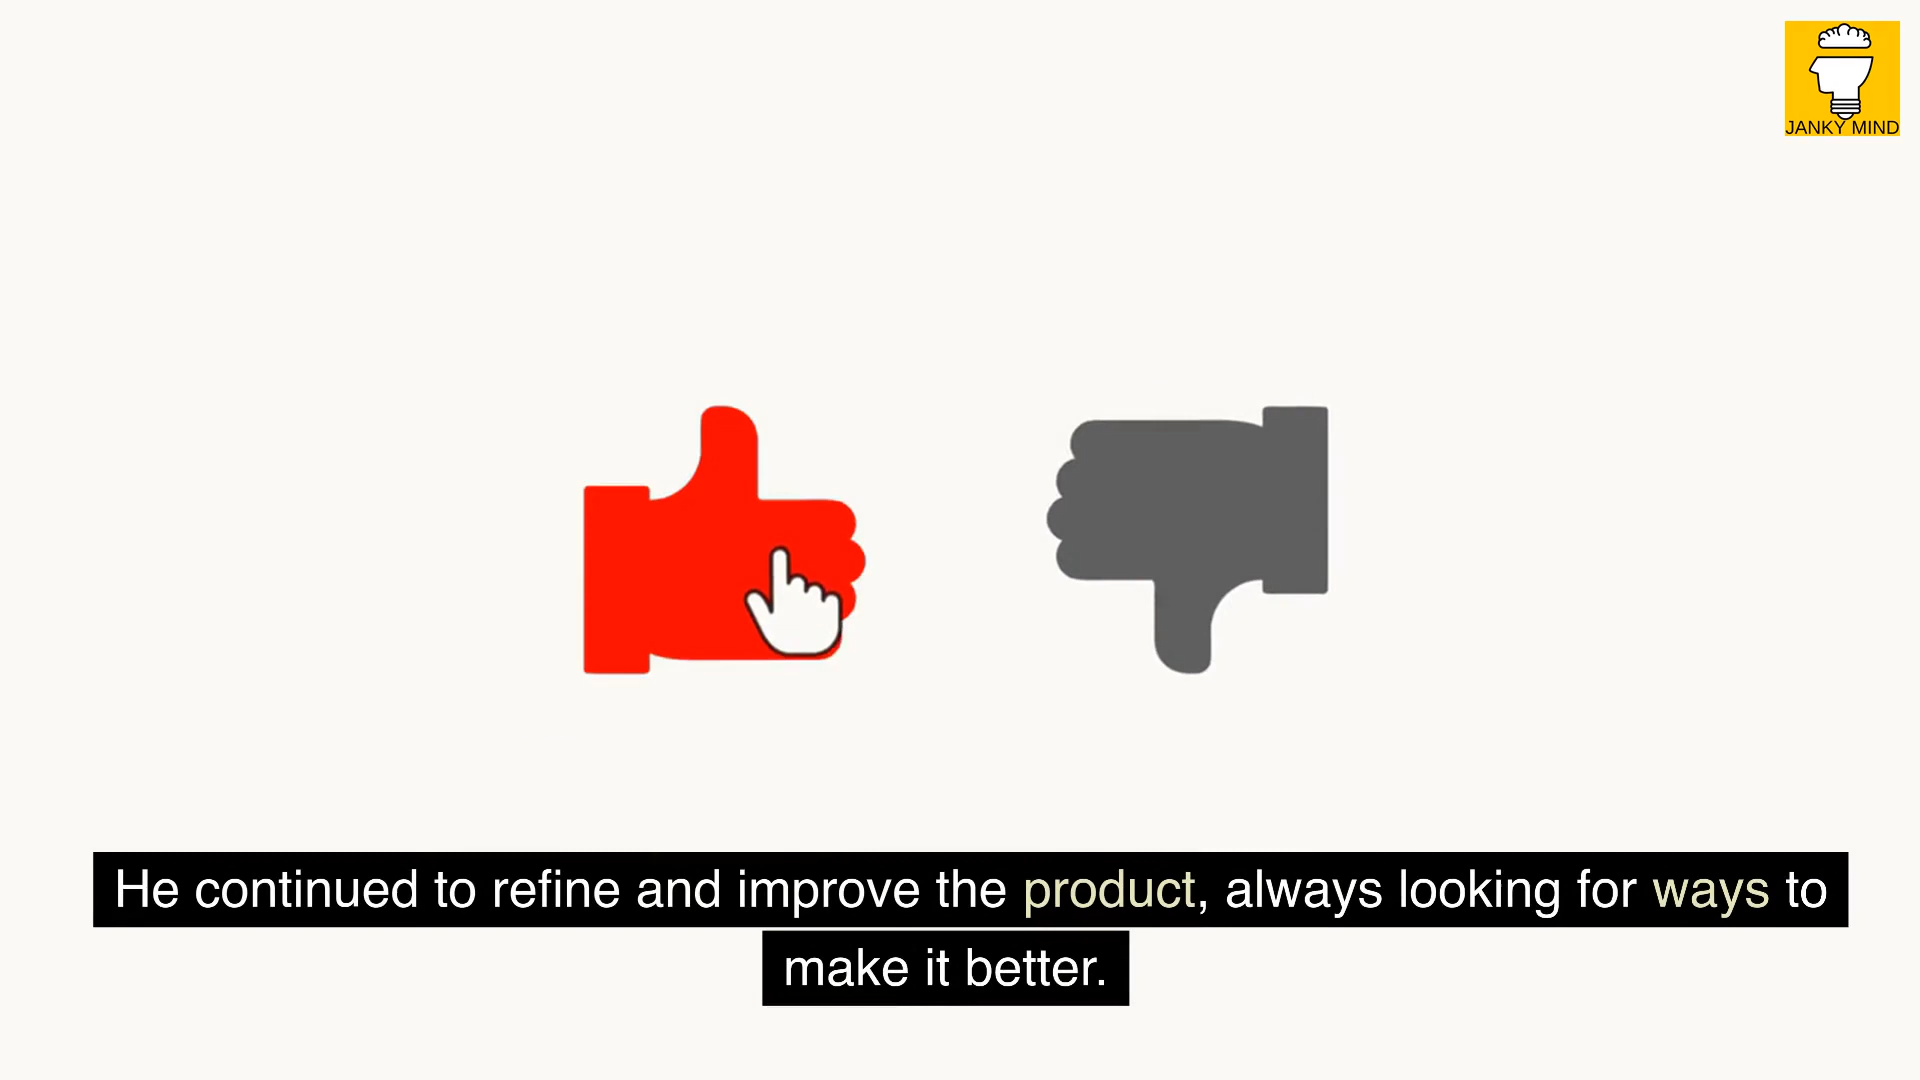 JANKY MIND
He continued to refine and improve the product, always looking for ways to
make it better.